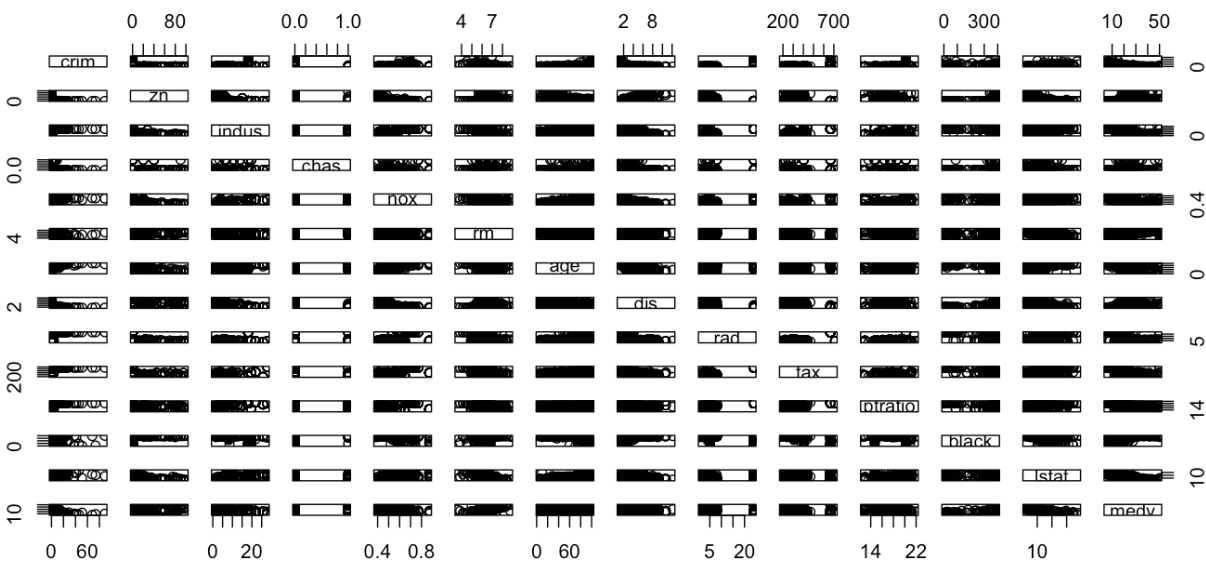 0 80 0.0 1.0 4 7 2 8 200 700 0 300 10 50
crim 0
0 zn
indus 0
0.0 chas
nox 0.4
4 rm
age 0
2 dis
rad 5
200 tax
ptratio 14
0 black
lstat 10
10 medv
0 60 0 20 0.4 0.8 0 60 5 20 14 22 10